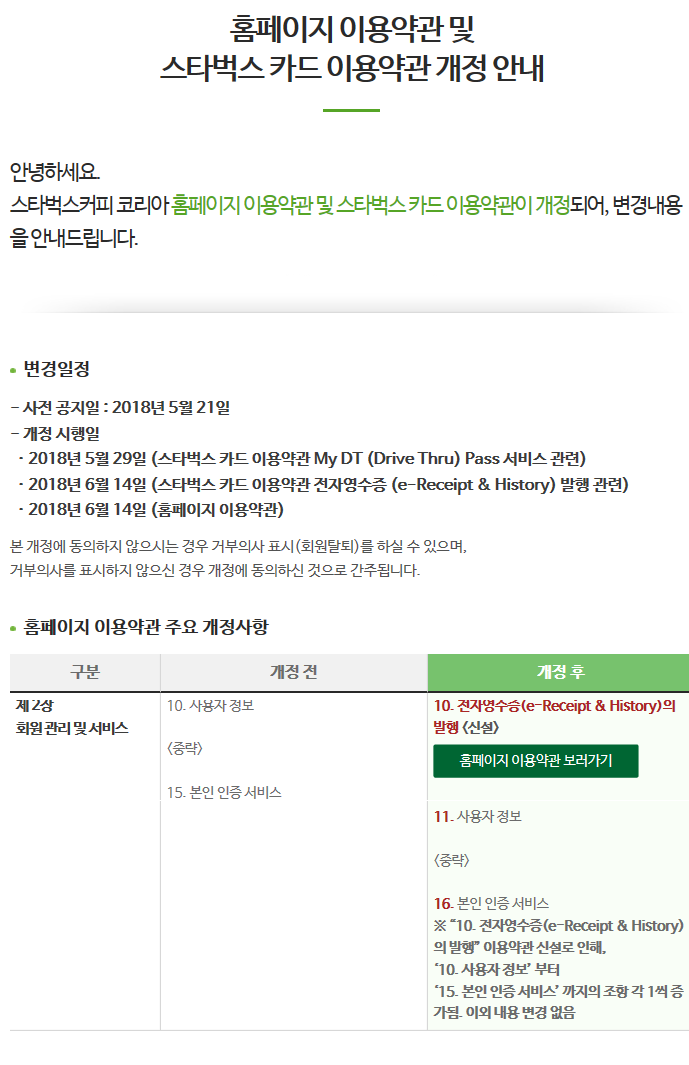 홈페이지 이용약관 및
스타벅스 카드 이용약관 개정 안내
안녕하세요.
스타벅스커피 코리아 홈페이지 이용약관 및 스타벅스 카드 이용약관이 개정되어, 변경내용
을 안내드립니다.
• 변경일정
- 사전 공지일 : 2018년 5월 21일
- 개정 시행일
· 2018년 5월 29일 (스타벅스 카드 이용약관 My DT (Drive Thru) Pass 서비스 관련)
· 2018년 6월 14일 (스타벅스 카드 이용약관 전자영수증 (e-Receipt & History) 발행 관련)
· 2018년 6월 14일 (홈페이지 이용약관)
본 개정에 동의하지 않으시는 경우 거부의사 표시(회원탈퇴)를 하실 수 있으며,
거부의사를 표시하지 않으신 경우 개정에 동의하신 것으로 간주됩니다.
• 홈페이지 이용약관 주요 개정사항
구분 개정 전 개정 후
제 2장
회원 관리 및 서비스
10. 사용자 정보
<중략>
15. 본인 인증 서비스
10. 전자영수증(e-Receipt & History)의
발행 <신설>
홈페이지 이용약관 보러가기
11. 사용자 정보
<중략>
16. 본인 인증 서비스
※ “10. 전자영수증(e-Receipt & History)
의 발행” 이용약관 신설로 인해,
‘10. 사용자 정보’ 부터
‘15. 본인 인증 서비스’ 까지의 조항 각 1씩 증
가됨. 이외 내용 변경 없음